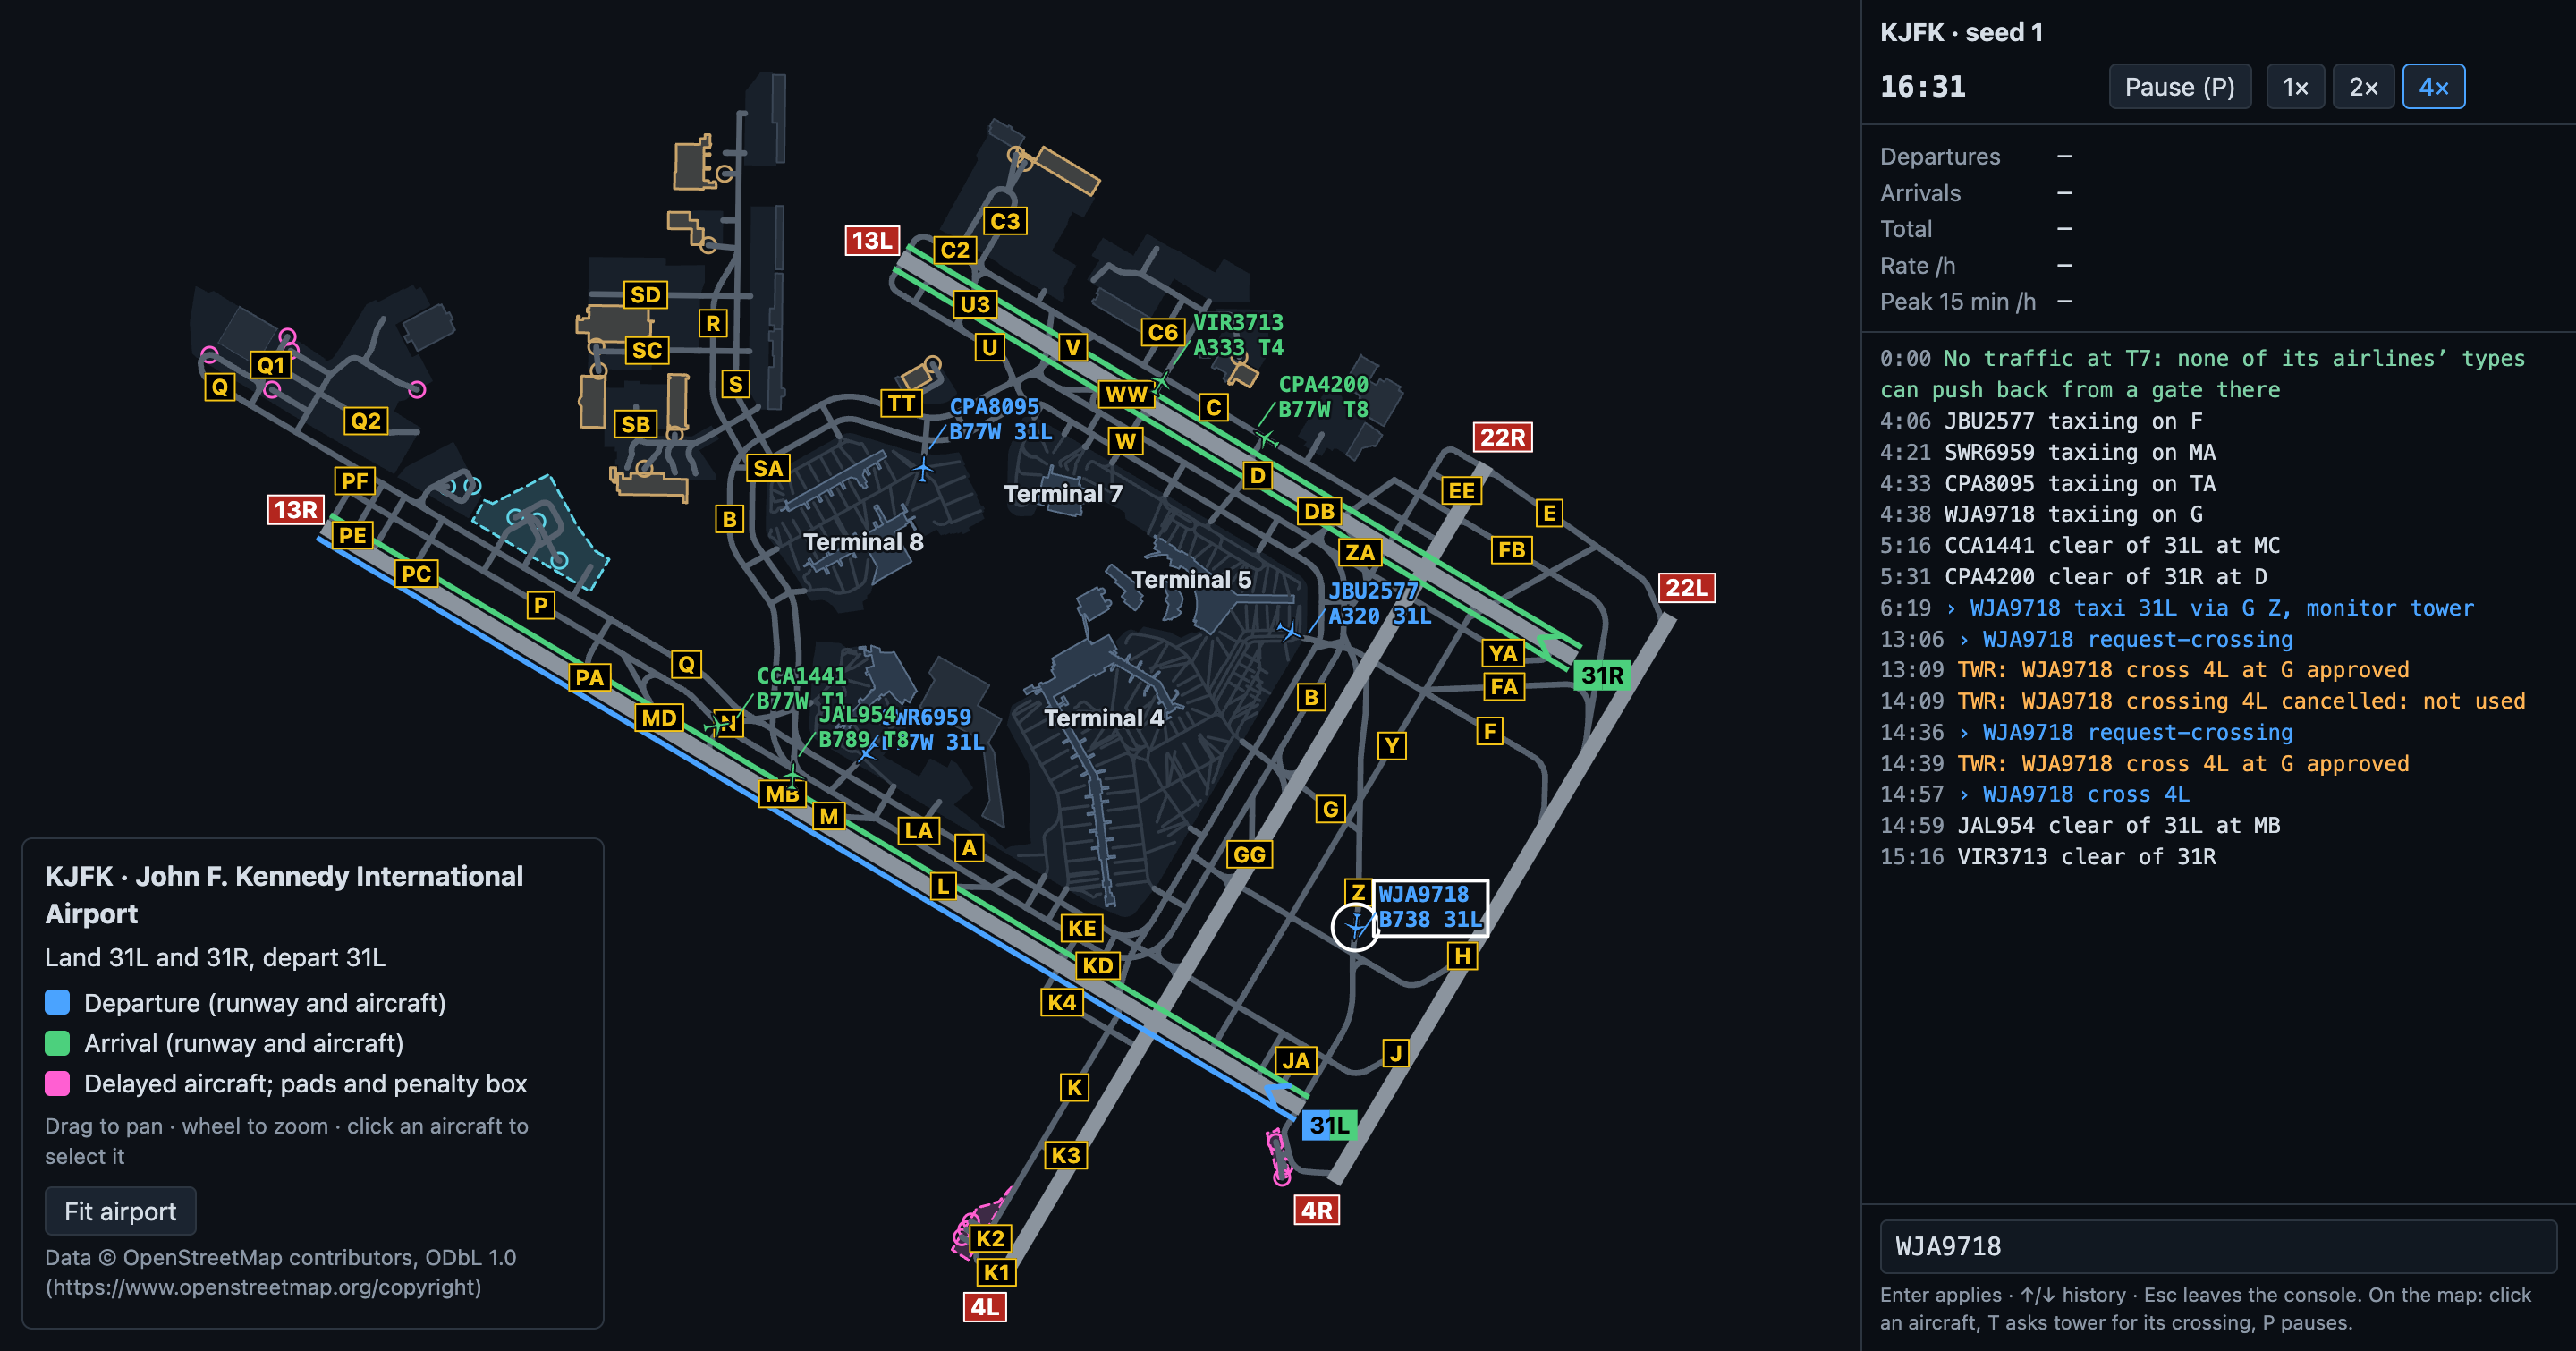 KJFK · seed 1
16:31
Pause (P)
1×
2×
4×
Departures –
Arrivals –
Total –
Rate /h –
Peak 15 min /h –
0:00 No traffic at T7: none of its airlines’ types
can push back from a gate there
4:06 JBU2577 taxiing on F
4:21 SWR6959 taxiing on MA
4:33 CPA8095 taxiing on TA
4:38 WJA9718 taxiing on G
5:16 CCA1441 clear of 31L at MC
5:31 CPA4200 clear of 31R at D
6:19 › WJA9718 taxi 31L via G Z, monitor tower
13:06 › WJA9718 request-crossing
13:09 TWR: WJA9718 cross 4L at G approved
14:09 TWR: WJA9718 crossing 4L cancelled: not used
14:36 › WJA9718 request-crossing
14:39 TWR: WJA9718 cross 4L at G approved
14:57 › WJA9718 cross 4L
14:59 JAL954 clear of 31L at MB
15:16 VIR3713 clear of 31R
WJA9718
Enter applies · ↑/↓ history · Esc leaves the console. On the map: click
an aircraft, T asks tower for its crossing, P pauses.
C3
13L
C2
SD
U3
R
VIR3713
A333 T4
C6
U
V
SC
Q1
Q
S
CPA4200
B77W T8
WW
TT
C
CPA8095
B77W 31L
Q2
SB
W
22R
SA
D
PF
EE
Terminal 7
13R
DB
E
B
PE
Terminal 8
ZA
FB
PC
Terminal 5
22L
JBU2577
A320 31L
P
YA
Q
31R
PA
CCA1441
B77W T1
FA
B
MD
N
JAL954
B789 T8
SWR6959
B77W 31L
Terminal 4
F
Y
MB
G
M
LA
A
GG
L
Z
WJA9718
B738 31L
KE
H
KD
K4
J
JA
K
31L
K3
4R
K2
K1
4L
KJFK · John F. Kennedy International
Airport
Land 31L and 31R, depart 31L
Departure (runway and aircraft)
Arrival (runway and aircraft)
Delayed aircraft; pads and penalty box
Drag to pan · wheel to zoom · click an aircraft to
select it
Fit airport
Data © OpenStreetMap contributors, ODbL 1.0
(https://www.openstreetmap.org/copyright)